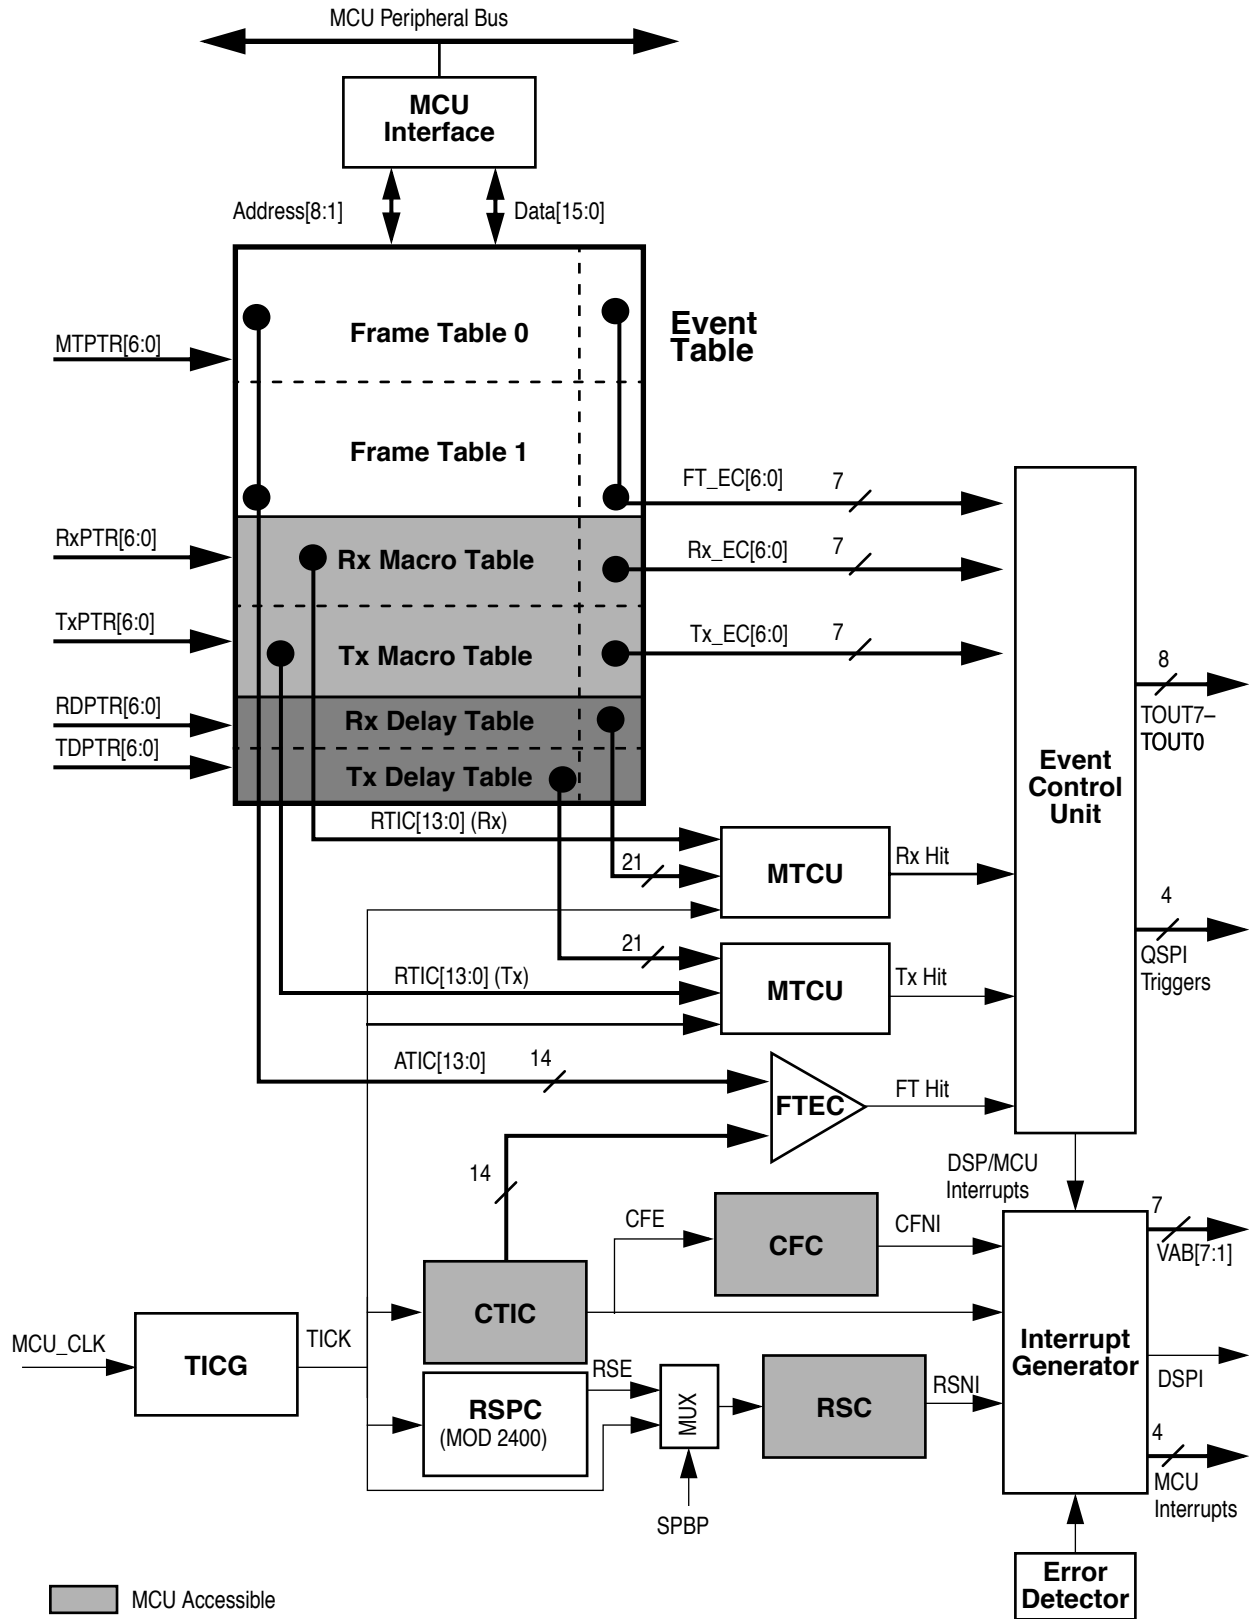 MCU Peripheral Bus
MCU
Interface
Address[8:1]
Data[15:0]
Frame Table 0
Event
Table
MTPTR[6:0]
Frame Table 1
FT_EC[6:0]
7
RxPTR[6:0]
Rx Macro Table
Rx_EC[6:0]
7
TxPTR[6:0]
Tx Macro Table
Tx_EC[6:0]
7
8
TOUT7–
TOUT0
RDPTR[6:0]
Rx Delay Table
TDPTR[6:0]
Tx Delay Table
Event
Control
Unit
RTIC[13:0] (Rx)
21
MTCU
Rx Hit
4
QSPI
Triggers
21
RTIC[13:0] (Tx)
MTCU
Tx Hit
ATIC[13:0]
14
FTEC
FT Hit
14
DSP/MCU
Interrupts
CFE
CFC
CFNI
7
VAB[7:1]
CTIC
MCU_CLK
TICG
TICK
Interrupt
Generator
DSPI
RSPC
(MOD 2400)
RSE
MUX
RSC
RSNI
4
MCU
Interrupts
SPBP
Error
Detector
MCU Accessible